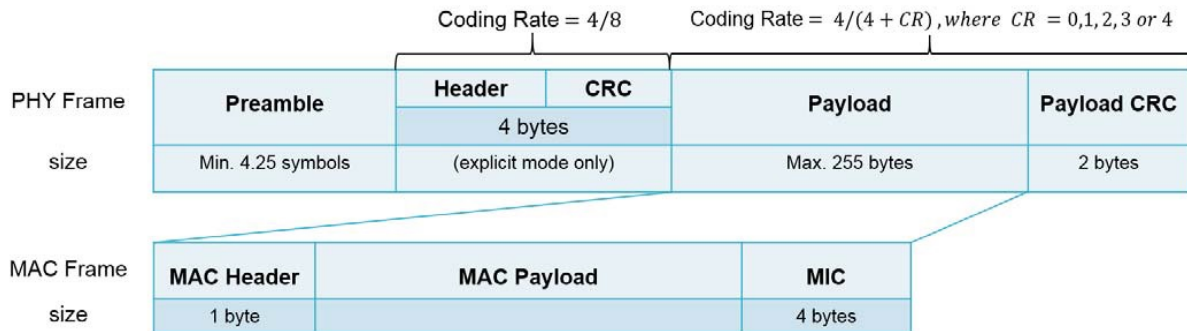 Coding Rate = 4/8
Coding Rate = 4/(4 + CR) , where CR = 0,1,2,3 or 4
PHY Frame
Preamble
Header
CRC
Payload
Payload CRC
4 bytes
size
Min. 4.25 symbols
(explicit mode only)
Max. 255 bytes
2 bytes
MAC Frame
MAC Header
MAC Payload
MIC
size
1 byte
4 bytes